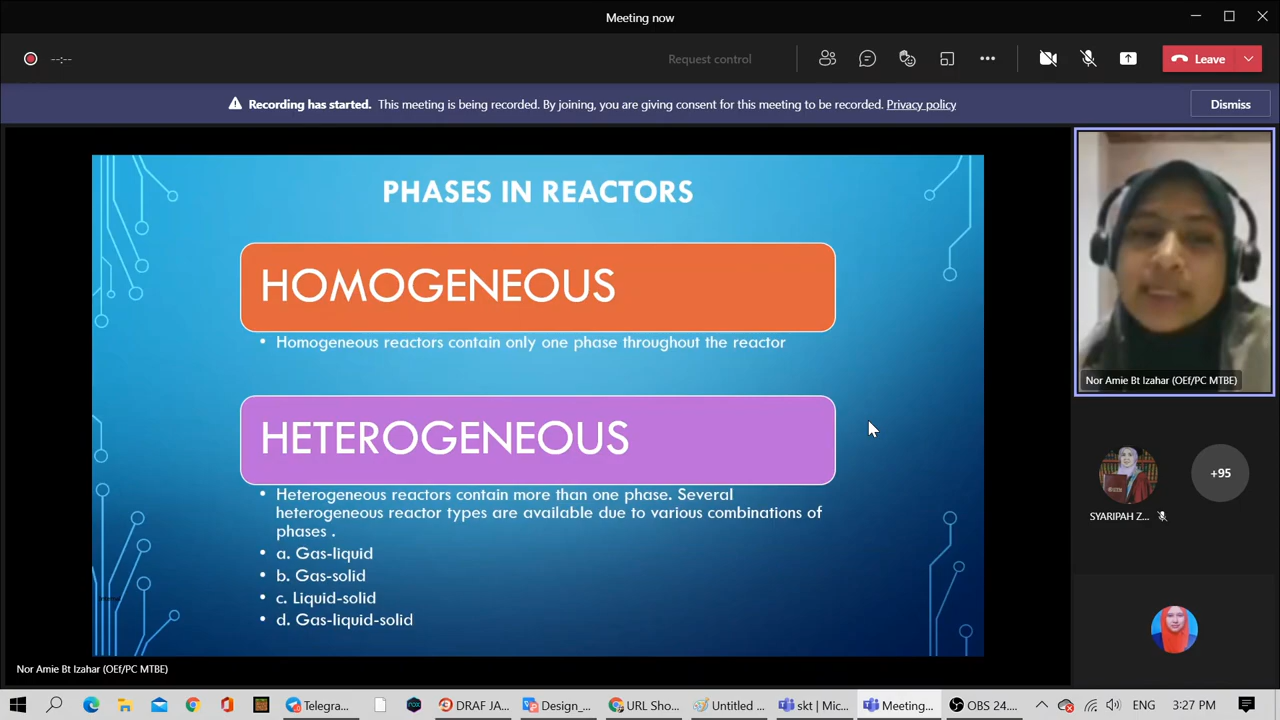 Meeting now
--:--
Request control
Leave
Recording has started. This meeting is being recorded. By joining, you are giving consent for this meeting to be recorded. Privacy policy
Dismiss
PHASES IN REACTORS
HOMOGENEOUS
• Homogeneous reactors contain only one phase throughout the reactor
HETEROGENEOUS
• Heterogeneous reactors contain more than one phase. Several
heterogeneous reactor types are available due to various combinations of
phases .
• a. Gas-liquid
• b. Gas-solid
• c. Liquid-solid
• d. Gas-liquid-solid
Nor Amie Bt Izahar (OEf/PC MTBE)
Nor Amie Bt Izahar (OEf/PC MTBE)
+95
SYARIPAH Z...
Telegra...
DRAF JA...
Design_...
URL Sho...
Untitled ...
skt | Mic...
Meeting...
OBS 24....
ENG
3:27 PM